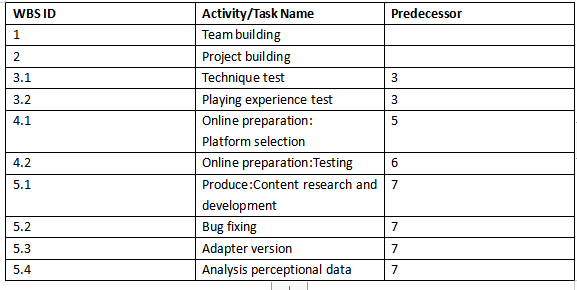 WBS ID Activity/Task Name Predecessor
1 Team building
2 Project building
3.1 Technique test 3
3.2 Playing experience test 3
4.1 Online preparation: 5
Platform selection
4.2 Online preparation:Testing 6
5.1 Produce:Content research and 7
development
5.2 Bug fixing 7
5.3 Adapter version 7
5.4 Analysis perceptional data 7